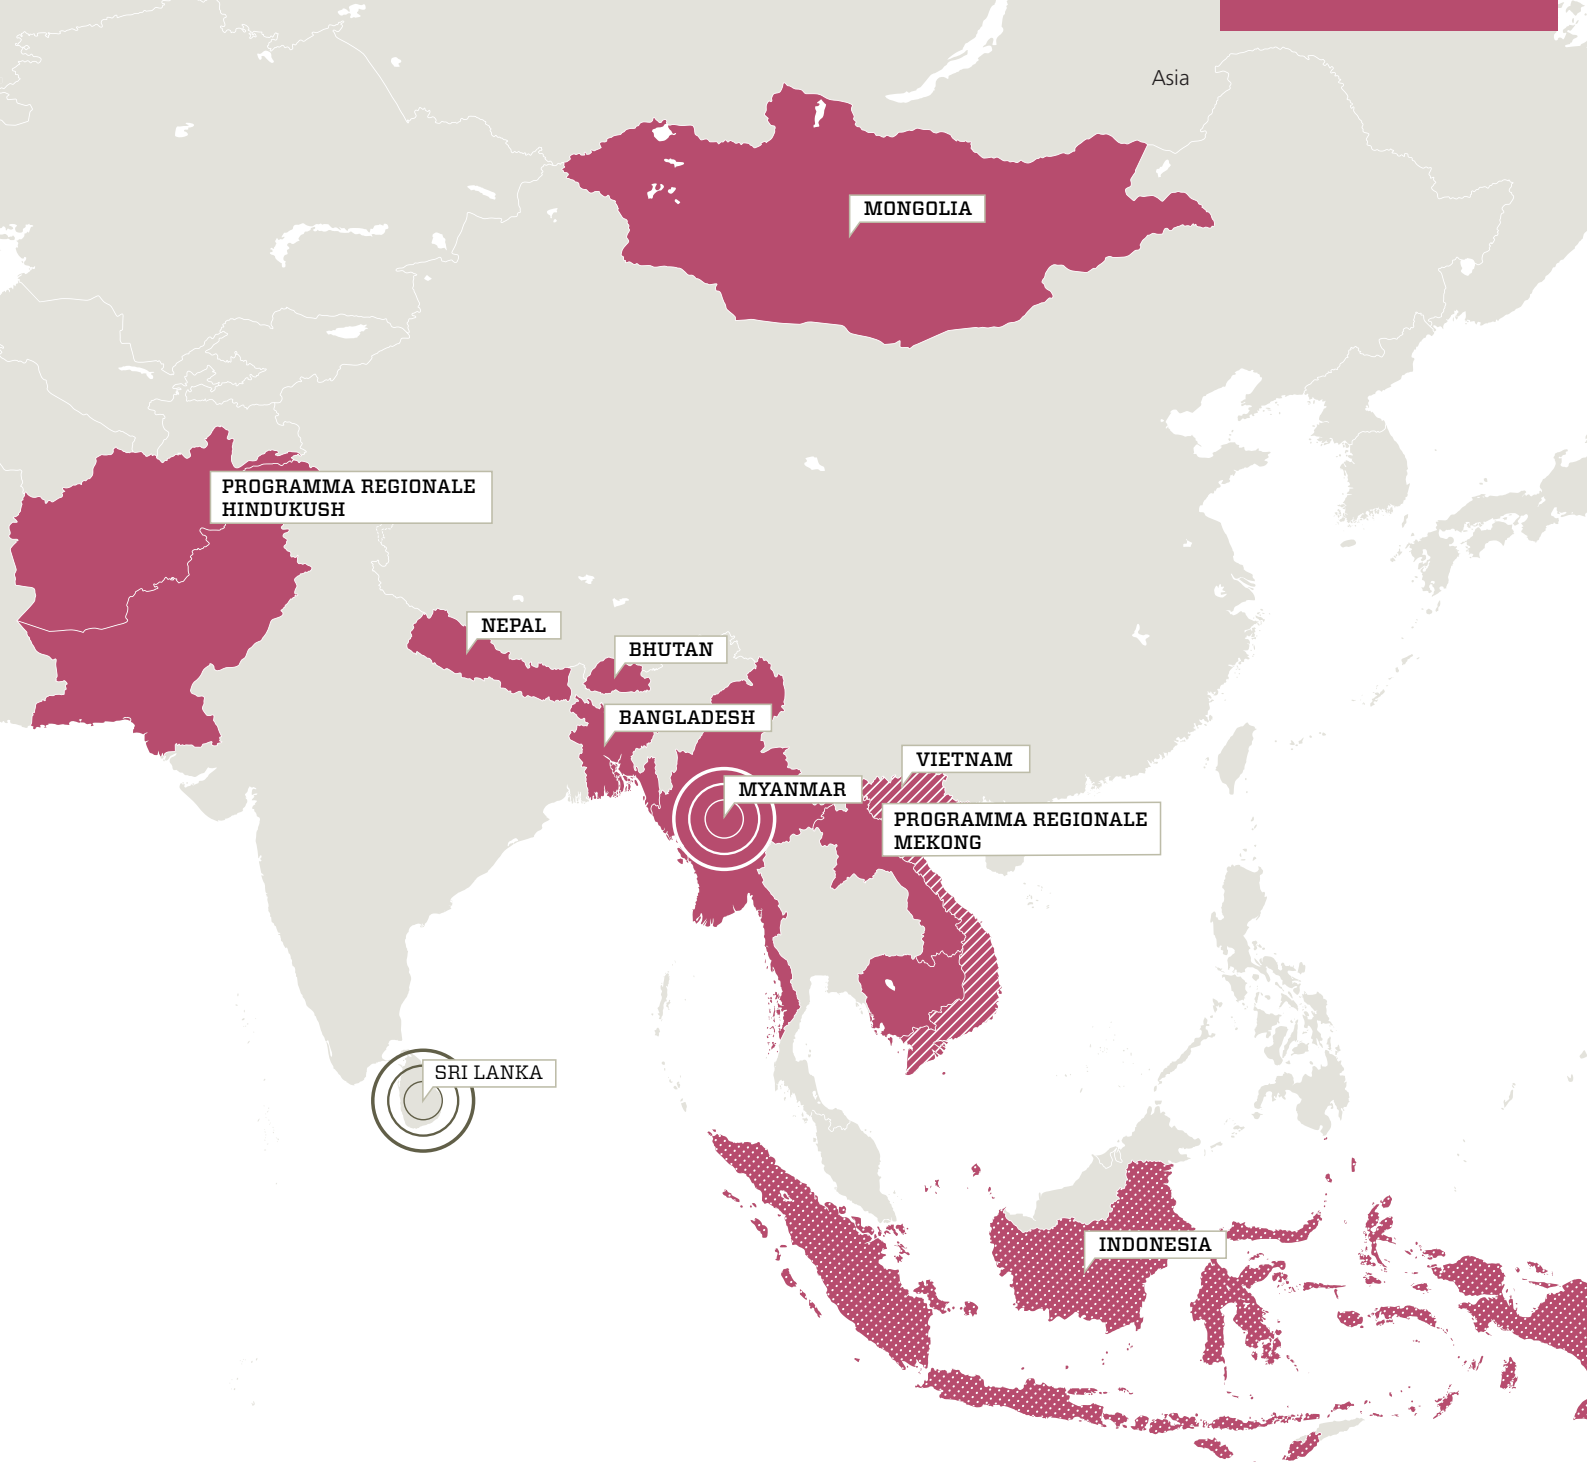 Asia
MONGOLIA
PROGRAMMA REGIONALE
HINDUKUSH
NEPAL
BHUTAN
BANGLADESH
VIETNAM
MYANMAR
PROGRAMMA REGIONALE
MEKONG
SRI LANKA
INDONESIA